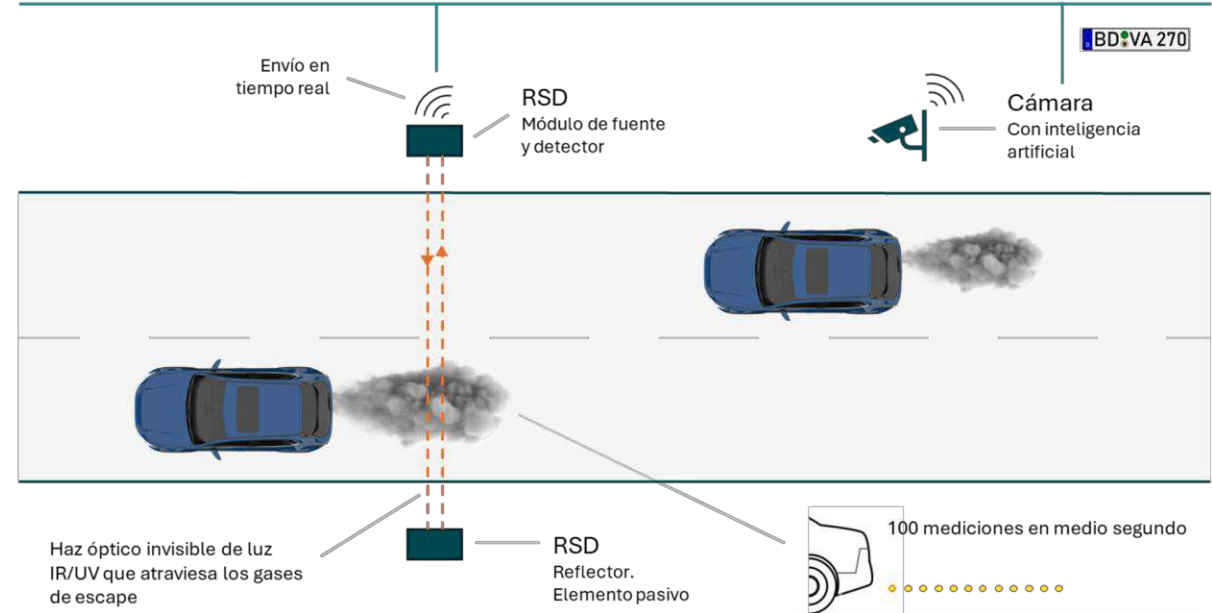 BD VA 270
D
Envío en
tiempo real
RSD
Módulo de fuente
y detector
Cámara
Con inteligencia
artificial
Haz óptico invisible de luz
IR/UV que atraviesa los gases
de escape
RSD
Reflector.
Elemento pasivo
100 mediciones en medio segundo